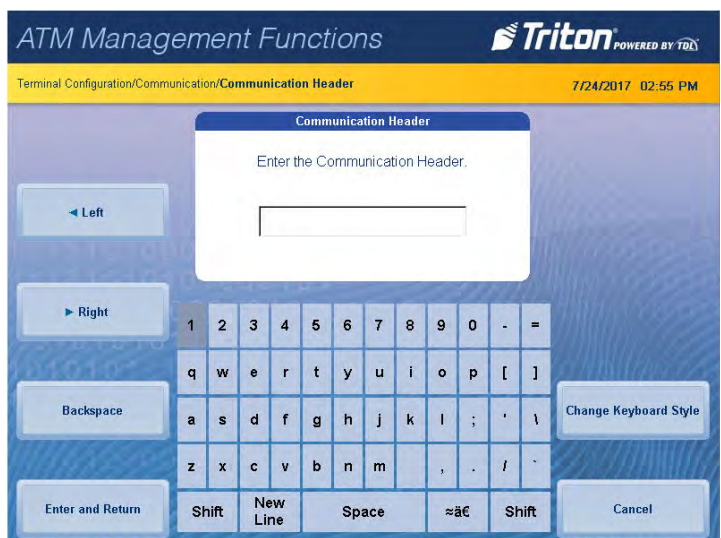 ATM Management Functions
Triton POWERED BY TDL
Terminal Configuration/Communication/Communication Header
7/24/2017 02:55 PM
Communication Header
Enter the Communication Header.
◄ Left
► Right
1 2 3 4 5 6 7 8 9 0 - =
q w e r t y u i o p [ ]
Backspace
a s d f g h j k l ; ' \
Change Keyboard Style
z x c v b n m , . / `
Enter and Return
Shift New Line Space ≈ä€ Shift
Cancel